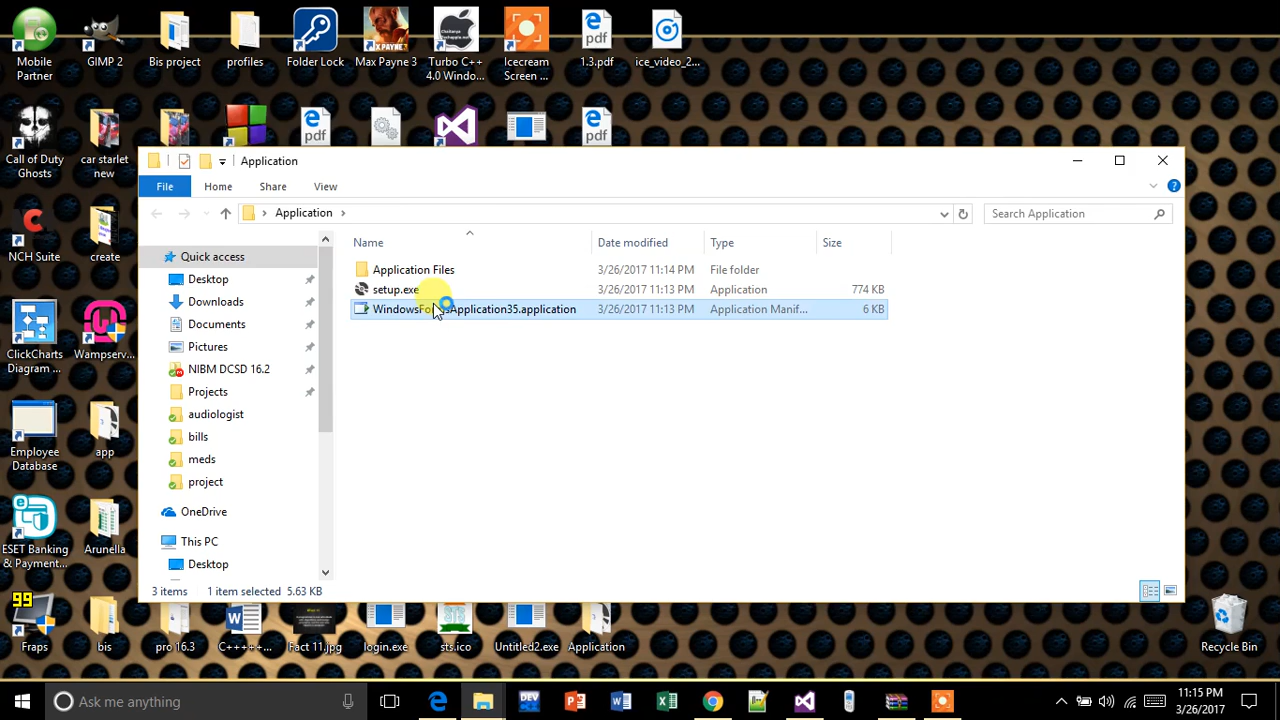 Mobile Partner
GIMP 2
Bis project
profiles
Folder Lock
Max Payne 3
Turbo C++ 4.0 Windo...
Icecream Screen ...
1.3.pdf
ice_video_2...
pdf
Call of Duty Ghosts
car starlet new
pdf
pdf
Application
File
Home
Share
View
Application
Search Application
NCH Suite
create
Name
Date modified
Type
Size
Quick access
Application Files
3/26/2017 11:14 PM
File folder
Desktop
setup.exe
3/26/2017 11:13 PM
Application
774 KB
Downloads
3/26/2017 11:13 PM
Application Manif...
6 KB
Documents
Pictures
ClickCharts Diagram ...
Wampserv...
NIBM DCSD 16.2
Projects
audiologist
bills
Employee Database
app
meds
project
OneDrive
This PC
ESET Banking & Payment...
Arunella
Desktop
3 items
1 item selected 5.63 KB
99
Fraps
bis
pro 16.3
C+++++...
Fact 11.jpg
login.exe
sts.ico
Untitled2.exe
Application
Recycle Bin
Ask me anything
DEV
11:15 PM
3/26/2017